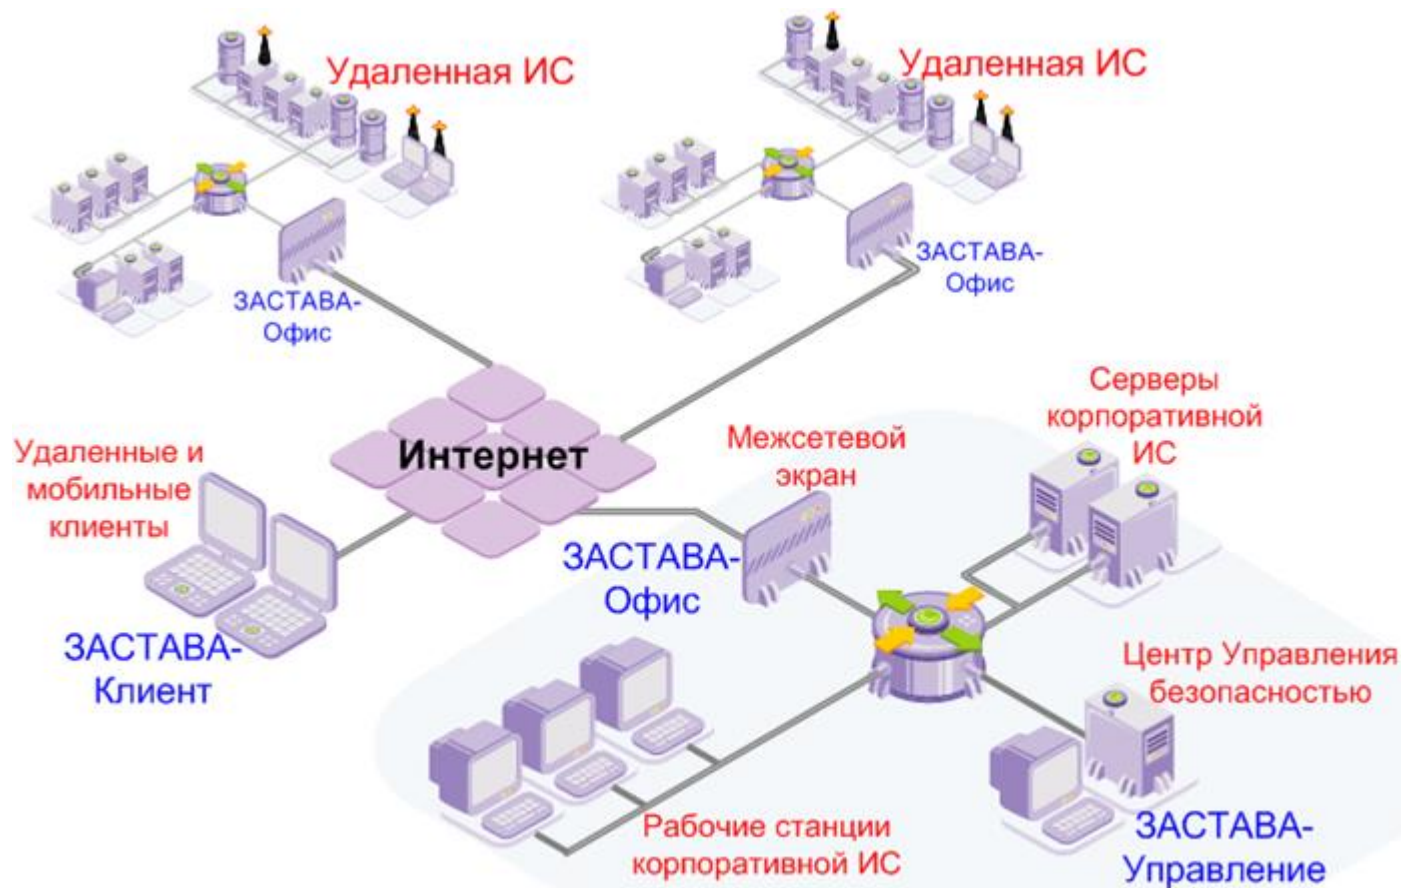 Удаленная ИС
Удаленная ИС
ЗАСТАВА-
Офис
ЗАСТАВА-
Офис
Интернет
Удаленные и
мобильные
клиенты
ЗАСТАВА-
Клиент
Межсетевой
экран
ЗАСТАВА-
Офис
Серверы
корпоративной
ИС
Центр Управления
безопасностью
ЗАСТАВА-
Управление
Рабочие станции
корпоративной ИС